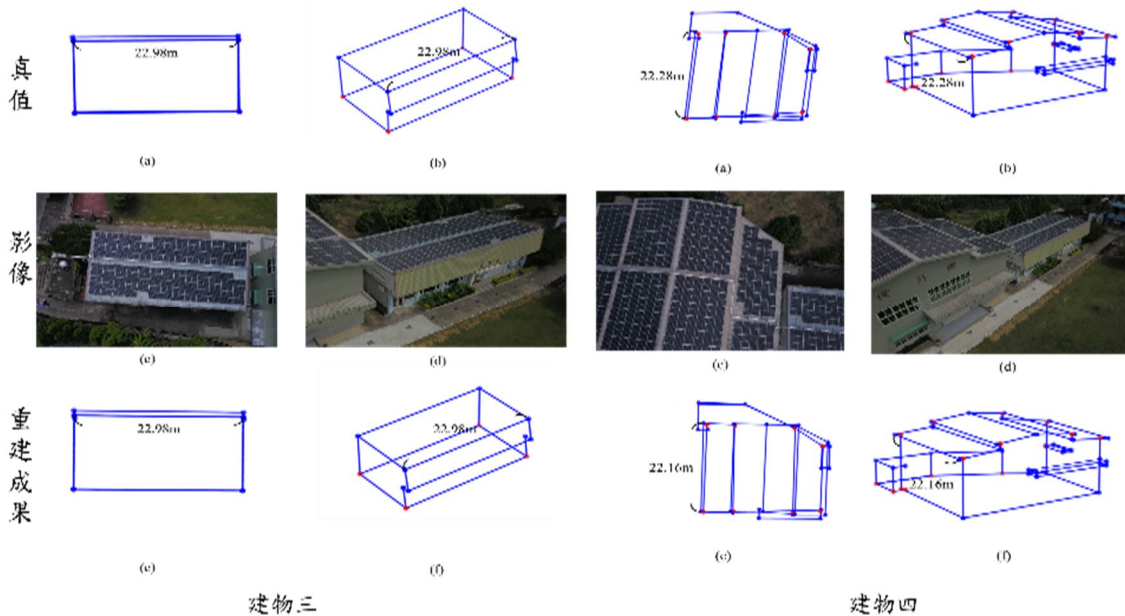 真值
22.98m
22.98m
22.28m
22.28m
(a)
(b)
(a)
(b)
影像
(c)
(d)
(c)
(d)
重建成果
22.98m
22.98m
22.16m
22.16m
(e)
(f)
(e)
(f)
建物三
建物四